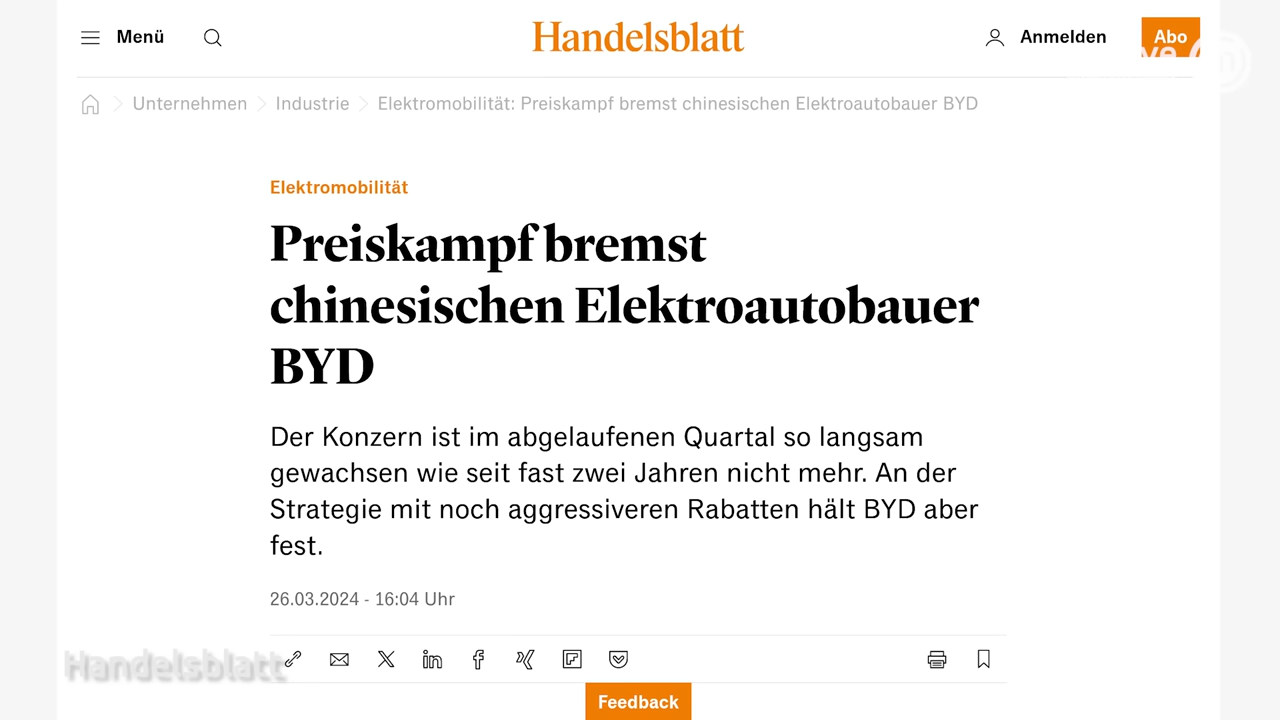 Menü
Handelsblatt
Anmelden
Abo
Unternehmen
Industrie
Elektromobilität: Preiskampf bremst chinesischen Elektroautobauer BYD
Elektromobilität
Preiskampf bremst
chinesischen Elektroautobauer
BYD
Der Konzern ist im abgelaufenen Quartal so langsam
gewachsen wie seit fast zwei Jahren nicht mehr. An der
Strategie mit noch aggressiveren Rabatten hält BYD aber
fest.
26.03.2024 - 16:04 Uhr
Handelsblatt
Feedback